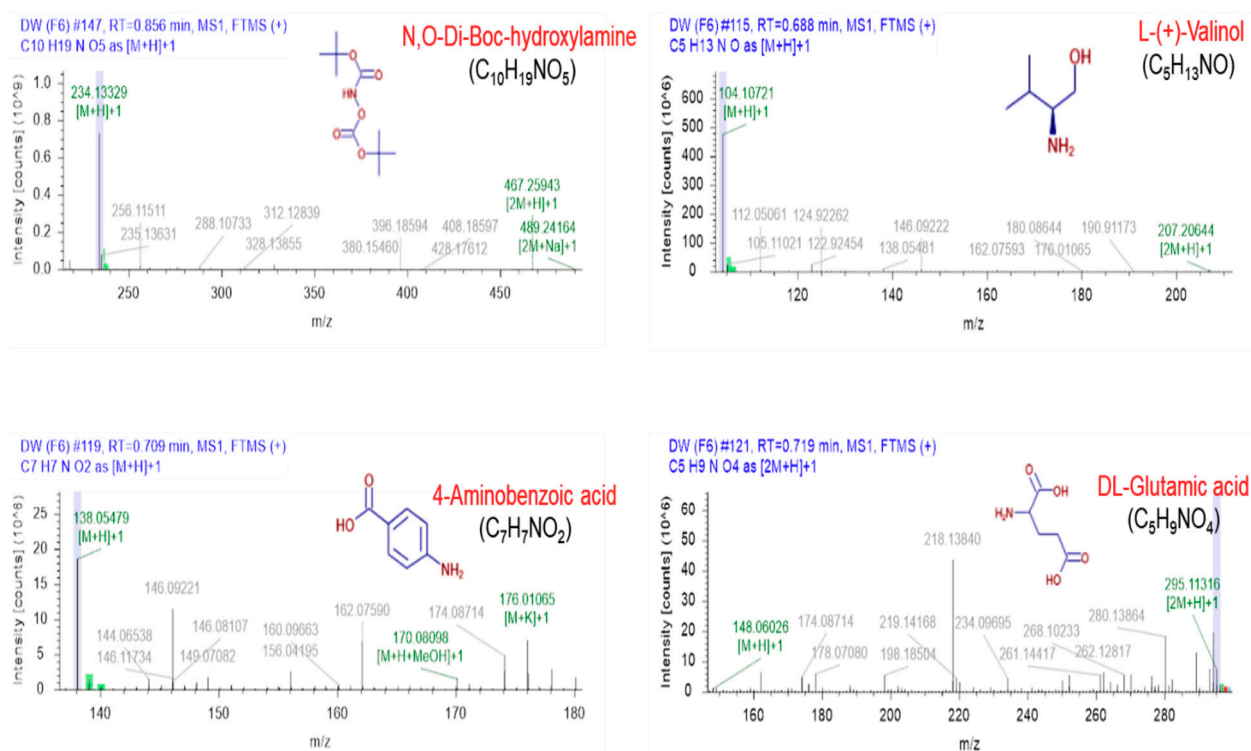 DW (F6) #147, RT=0.856 min, MS1, FTMS (+)
C10 H19 N O5 as [M+H]+1
N,O-Di-Boc-hydroxylamine
(C₁₀H₁₉NO₅)
Intensity [counts] (10^9)
1.0
0.8
0.6
0.4
0.2
0.0
234.13329
[M+H]+1
235.13631
256.11511
288.10733
312.12839
328.13855
380.15460
396.18594
408.18597
428.17612
467.25943
[2M+H]+1
489.24164
[2M+Na]+1
O
O
HN
O
O
O
250
300
350
400
450
m/z
DW (F6) #115, RT=0.688 min, MS1, FTMS (+)
C5 H13 N O as [M+H]+1
L-(+)-Valinol
(C₅H₁₃NO)
Intensity [counts] (10^6)
600
500
400
300
200
100
0
104.10721
[M+H]+1
112.05061
105.11021
124.92262
122.92454
138.05481
146.09222
162.07593
180.08644
176.01065
190.91173
207.20644
[2M+H]+1
OH
NH₂
120
140
160
180
200
m/z
DW (F6) #119, RT=0.709 min, MS1, FTMS (+)
C7 H7 N O2 as [M+H]+1
4-Aminobenzoic acid
(C₇H₇NO₂)
Intensity [counts] (10^6)
25
20
15
10
5
0
138.05479
[M+H]+1
144.06538
146.11734
146.09221
146.08107
149.07082
160.09663
156.04195
162.07590
170.08098
[M+H+MeOH]+1
174.08714
176.01065
[M+K]+1
O
HO
NH₂
140
150
160
170
180
m/z
DW (F6) #121, RT=0.719 min, MS1, FTMS (+)
C5 H9 N O4 as [2M+H]+1
DL-Glutamic acid
(C₅H₉NO₄)
Intensity [counts] (10^6)
60
50
40
30
20
10
0
148.06026
[M+H]+1
174.08714
178.07080
198.18504
218.13840
219.14168
234.09695
261.14417
268.10233
262.12817
280.13864
295.11316
[2M+H]+1
O
OH
H₂N
O
HO
160
180
200
220
240
260
280
m/z